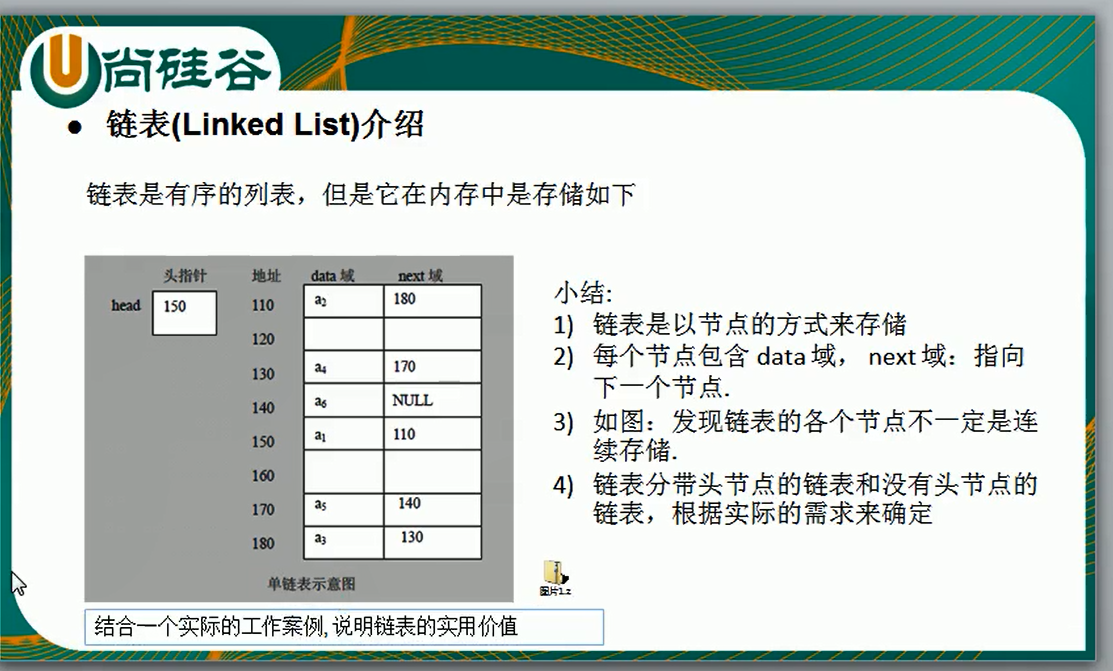 尚硅谷
● 链表(Linked List)介绍
链表是有序的列表，但是它在内存中是存储如下
头指针 地址 data 域 next 域
head 150 110 a₂ 180
120
130 a₄ 170
140 a₆ NULL
150 a₁ 110
160
170 a₅ 140
180 a₃ 130
单链表示意图
小结:
1) 链表是以节点的方式来存储
2) 每个节点包含 data 域， next 域：指向
下一个节点.
3) 如图：发现链表的各个节点不一定是连
续存储.
4) 链表分带头节点的链表和没有头节点的
链表，根据实际的需求来确定
图片1.z
结合一个实际的工作案例,说明链表的实用价值